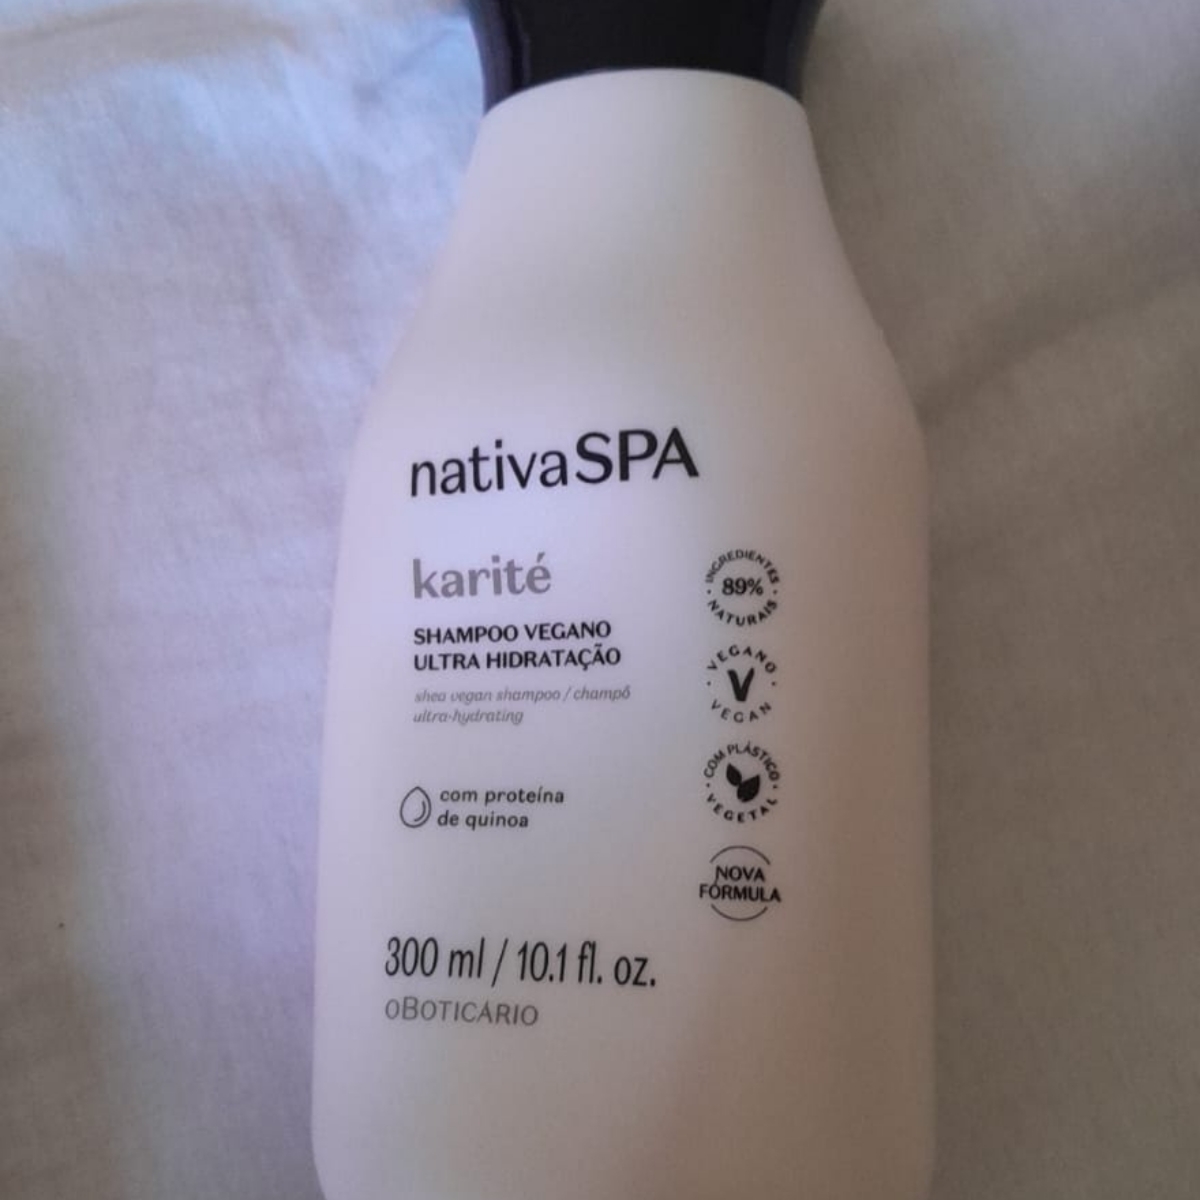 nativaSPA
karité
SHAMPOO VEGANO
ULTRA HIDRATAÇÃO
shea vegan shampoo / champô
ultra-hydrating
com proteína
de quinoa
INGREDIENTES
89%
NATURAIS
VEGANO
V
VEGAN
COM PLÁSTICO
VEGETAL
NOVA
FÓRMULA
300 ml / 10.1 fl. oz.
oBOTICÁRIO